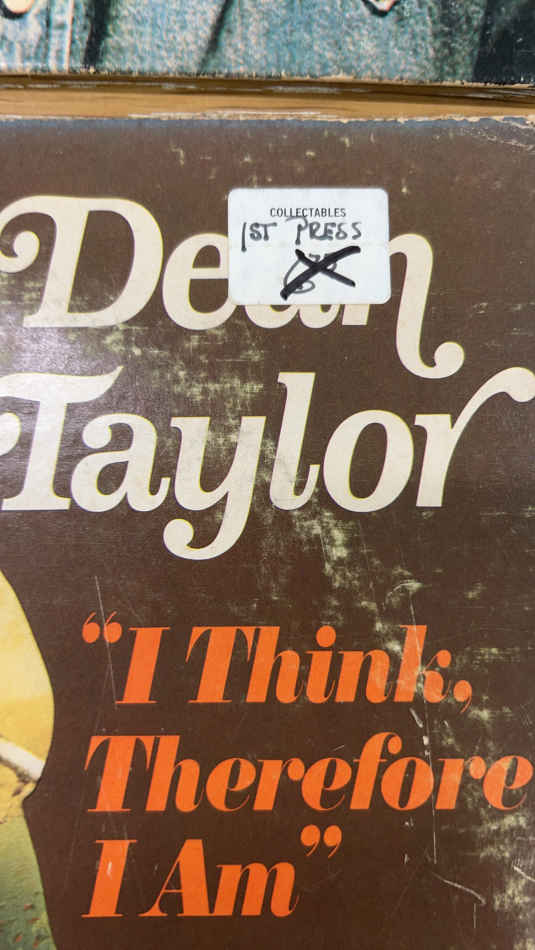 COLLECTABLES
1ST PRESS
Dean
Taylor
“I Think,
Therefore
I Am”